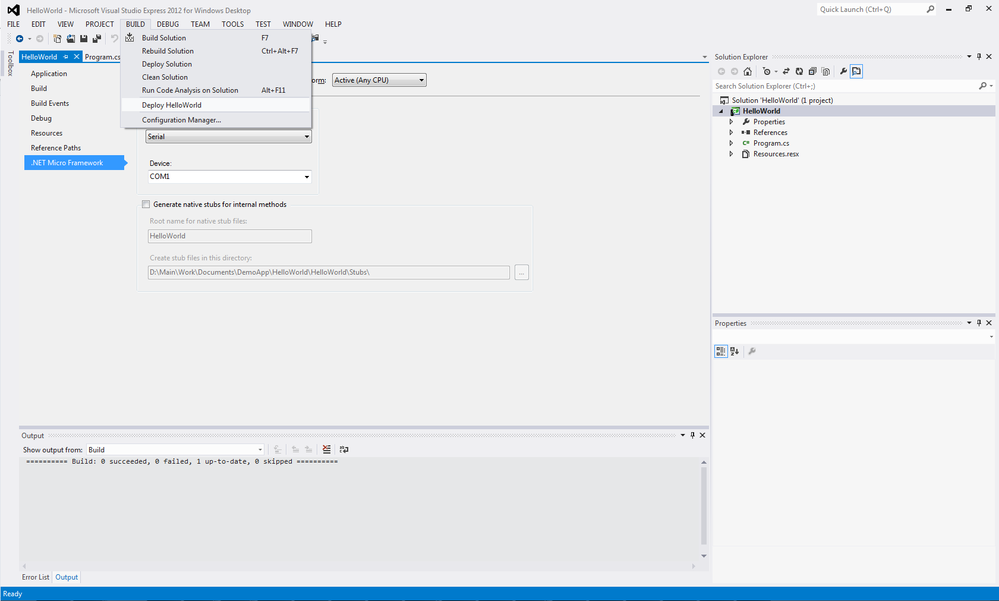 HelloWorld - Microsoft Visual Studio Express 2012 for Windows Desktop
Quick Launch (Ctrl+Q)
FILE EDIT VIEW PROJECT BUILD DEBUG TEAM TOOLS TEST WINDOW HELP
Build Solution F7
Rebuild Solution Ctrl+Alt+F7
Deploy Solution
Clean Solution
Run Code Analysis on Solution Alt+F11
Deploy HelloWorld
Configuration Manager...
Toolbox
HelloWorld Program.cs
Application
Build
Build Events
Debug
Resources
Reference Paths
.NET Micro Framework
orm: Active (Any CPU)
Serial
Device:
COM1
Generate native stubs for internal methods
Root name for native stub files:
HelloWorld
Create stub files in this directory:
D:\Main\Work\Documents\DemoApp\HelloWorld\HelloWorld\Stubs\
...
Solution Explorer
Search Solution Explorer (Ctrl+;)
Solution 'HelloWorld' (1 project)
HelloWorld
Properties
References
Program.cs
Resources.resx
Properties
Output
Show output from: Build
========== Build: 0 succeeded, 0 failed, 1 up-to-date, 0 skipped ==========
Error List Output
Ready